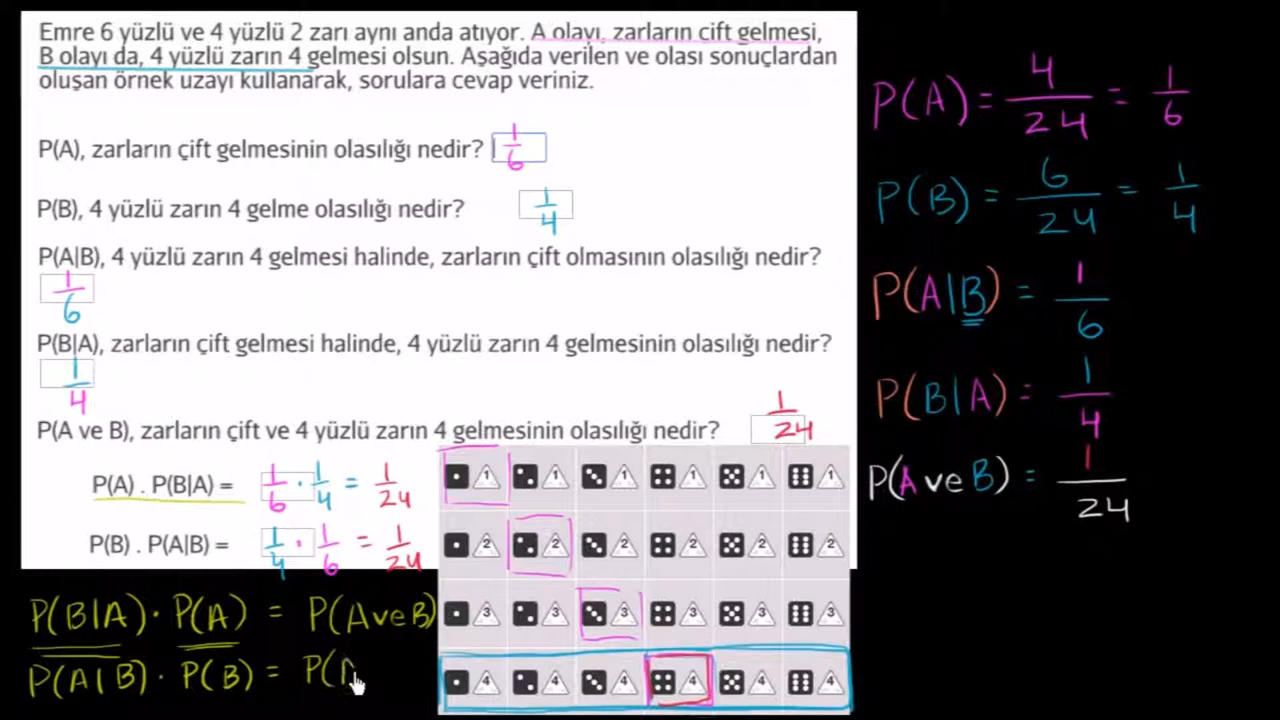 Emre 6 yüzlü ve 4 yüzlü 2 zarı aynı anda atıyor. A olayı, zarların çift gelmesi,
B olayı da, 4 yüzlü zarın 4 gelmesi olsun. Aşağıda verilen ve olası sonuçlardan
oluşan örnek uzayı kullanarak, sorulara cevap veriniz.
P(A), zarların çift gelmesinin olasılığı nedir? 1/6
P(B), 4 yüzlü zarın 4 gelme olasılığı nedir? 1/4
P(A|B), 4 yüzlü zarın 4 gelmesi halinde, zarların çift olmasının olasılığı nedir?
1/6
P(B|A), zarların çift gelmesi halinde, 4 yüzlü zarın 4 gelmesinin olasılığı nedir?
1/4
P(A ve B), zarların çift ve 4 yüzlü zarın 4 gelmesinin olasılığı nedir? 1/24
P(A) . P(B|A) = 1/6 · 1/4 = 1/24
P(B) . P(A|B) = 1/4 · 1/6 = 1/24
P(B|A) · P(A) = P(A ve B)
P(A|B) · P(B) = P(
1 1 1 1 1 1
2 2 2 2 2 2
3 3 3 3 3 3
4 4 4 4 4 4
P(A) = 4/24 = 1/6
P(B) = 6/24 = 1/4
P(A|B) = 1/6
P(B|A) = 1/4
P(A ve B) = 1/24